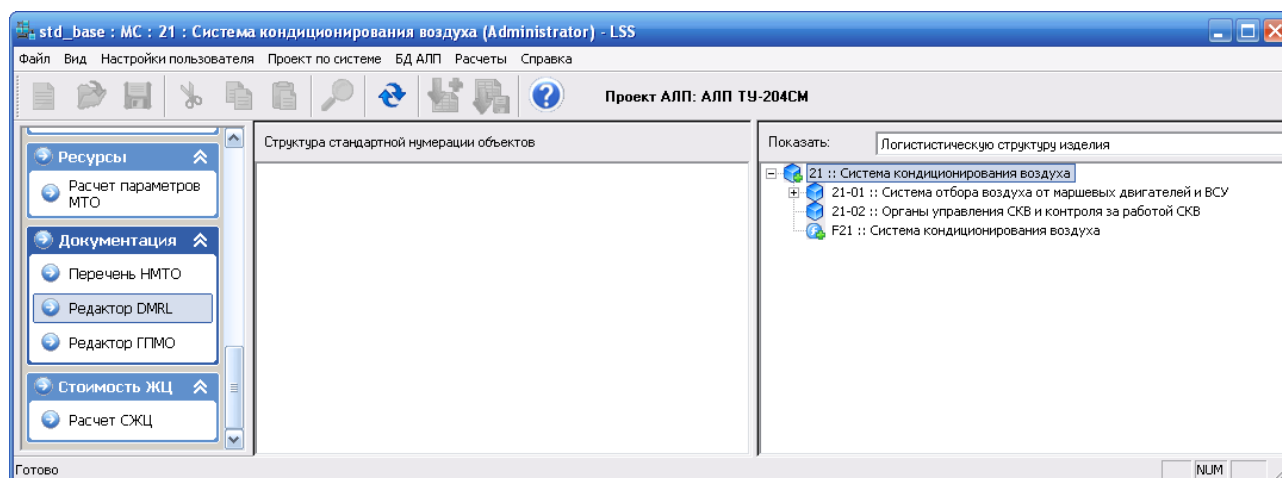 std_base : МС : 21 : Система кондиционирования воздуха (Administrator) - LSS
Файл Вид Настройки пользователя Проект по системе БД АЛП Расчеты Справка
Проект АЛП: АЛП ТУ-204СМ
Ресурсы
Расчет параметров
МТО
Документация
Перечень НМТО
Редактор DMRL
Редактор ГПМО
Стоимость ЖЦ
Расчет СЖЦ
Структура стандартной нумерации объектов
Показать: Логистистическую структуру изделия
21 :: Система кондиционирования воздуха
21-01 :: Система отбора воздуха от маршевых двигателей и ВСУ
21-02 :: Органы управления СКВ и контроля за работой СКВ
F21 :: Система кондиционирования воздуха
Готово NUM